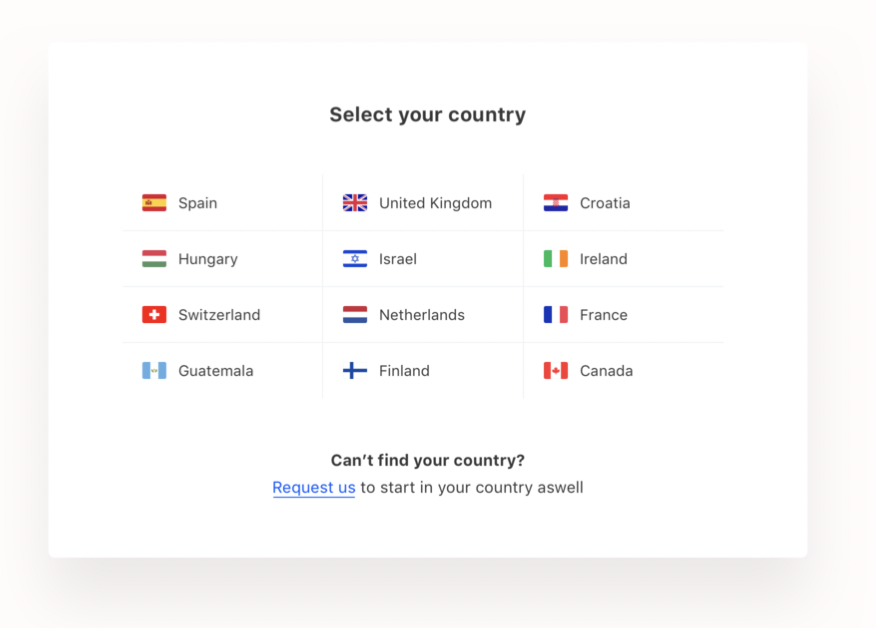 Select your country
Spain
United Kingdom
Croatia
Hungary
Israel
Ireland
Switzerland
Netherlands
France
Guatemala
Finland
Canada
Can’t find your country?
Request us to start in your country aswell